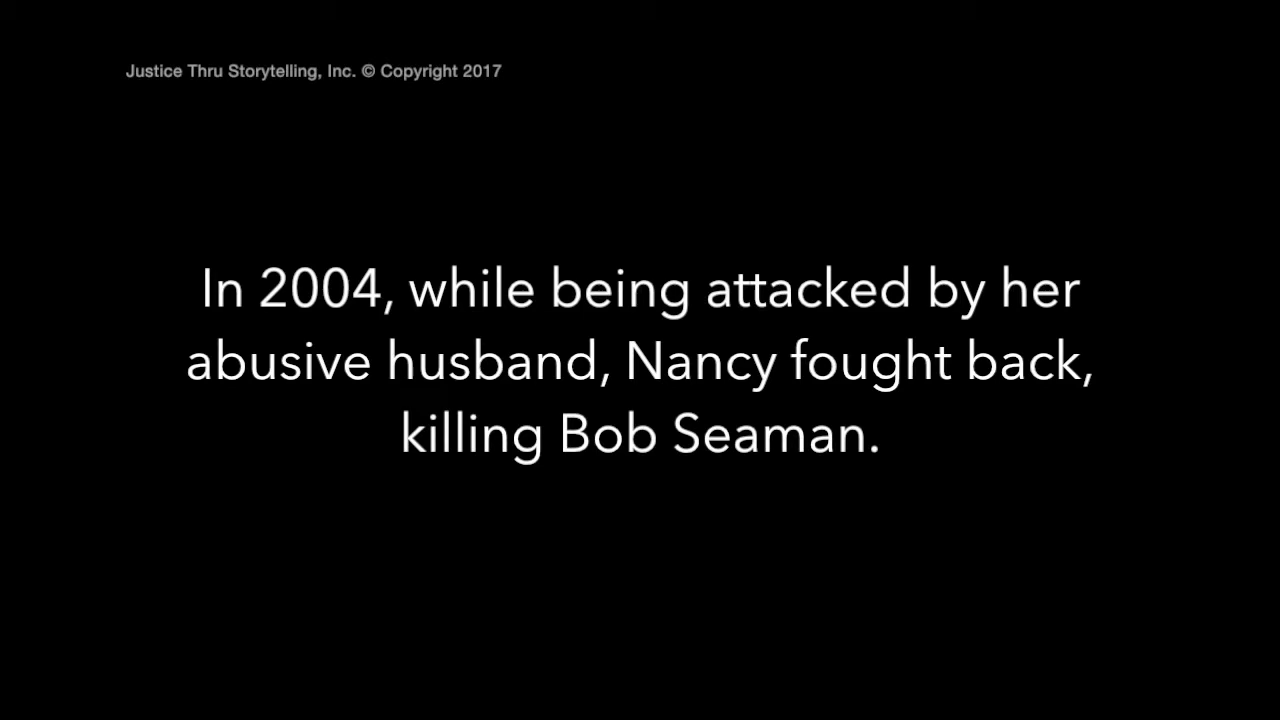 Justice Thru Storytelling, Inc. © Copyright 2017
In 2004, while being attacked by her
abusive husband, Nancy fought back,
killing Bob Seaman.